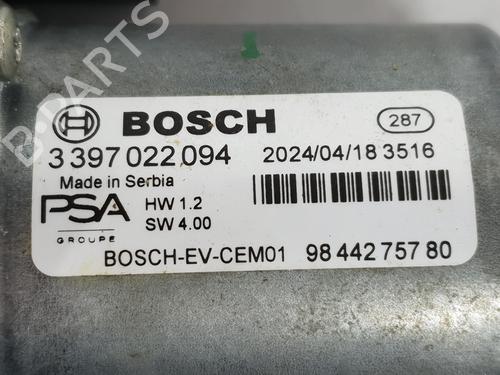 BOSCH 287
3 397 022 094 2024/04/18 3516
Made in Serbia
PSA HW 1.2
GROUPE SW 4.00
BOSCH-EV-CEM01 98 442 757 80
B-PARTS